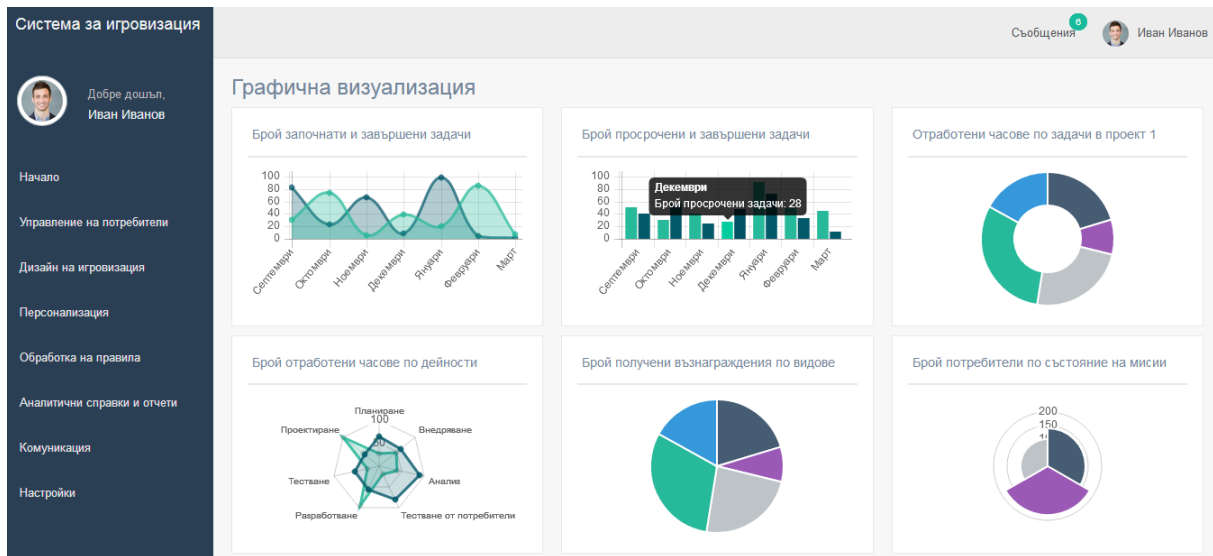 Система за игровизация
Съобщения 6 Иван Иванов
Добре дошъл,
Иван Иванов
Начало
Управление на потребители
Дизайн на игровизация
Персонализация
Обработка на правила
Аналитични справки и отчети
Комуникация
Настройки
Графична визуализация
Брой започнати и завършени задачи
100
80
60
40
20
0
Септември Октомври Ноември Декември Януари Февруари Март
Брой просрочени и завършени задачи
100
80
60
40
20
0
Декември
Брой просрочени задачи: 28
Септември Октомври Ноември Декември Януари Февруари Март
Отработени часове по задачи в проект 1
Брой отработени часове по дейности
Планиране
100
Проектиране Внедряване
50
Тестване Анализ
Разработване Тестване от потребители
Брой получени възнаграждения по видове
Брой потребители по състояние на мисии
200
150